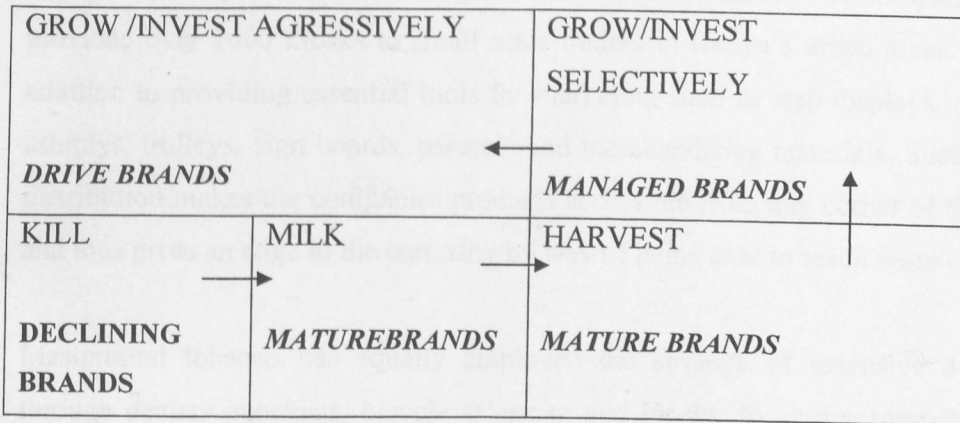 GROW /INVEST AGRESSIVELY
DRIVE BRANDS
GROW/INVEST
SELECTIVELY
MANAGED BRANDS
KILL
DECLINING
BRANDS
MILK
MATUREBRANDS
HARVEST
MATURE BRANDS